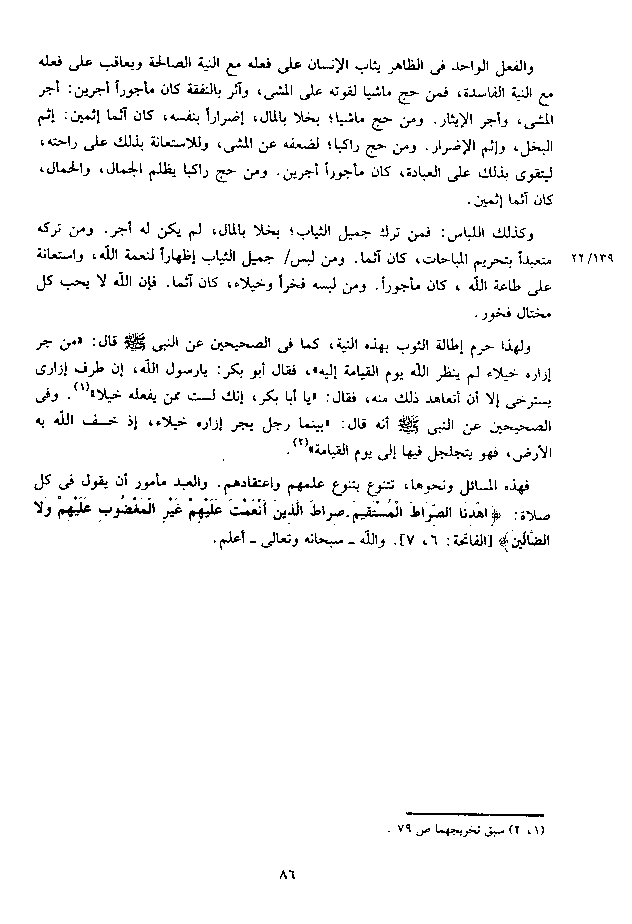 والفعل الواحد فى الظاهر يثاب الإنسان على فعله مع النية الصالحة ويعاقب على فعله
مع النية الفاسدة، فمن حج ماشيا لقوته على المشى، وآثر بالنفقة كان مأجوراً أجرين: أجر
المشى، وأجر الإيثار. ومن حج ماشيا؛ بخلا بالمال، إضراراً بنفسه، كان آثما إثمين: إثم
البخل، وإثم الإضرار. ومن حج راكبا؛ لضعفه عن المشى، وللاستعانة بذلك على راحته،
ليتقوى بذلك على العبادة، كان مأجوراً أجرين. ومن حج راكبا يظلم الجمال، والحمال،
كان آثما إثمين.
وكذلك اللباس: فمن ترك جميل الثياب؛ بخلا بالمال، لم يكن له أجر. ومن تركه
٢٢/١٣٩ متعبداً بتحريم المباحات، كان آثما. ومن لبس/ جميل الثياب إظهاراً لنعمة الله، واستعانة
على طاعة الله ، كان مأجوراً. ومن لبسه فخراً وخيلاء، كان آثما. فإن الله لا يحب كل
مختال فخور.
ولهذا حرم إطالة الثوب بهذه النية، كما فى الصحيحين عن النبى ﷺ قال: «من جر
إزاره خيلاء لم ينظر الله يوم القيامة إليه»، فقال أبو بكر: يارسول الله، إن طرف إزارى
يسترخى إلا أن أتعاهد ذلك منه، فقال: «يا أبا بكر، إنك لست ممن يفعله خيلاء»(١). وفى
الصحيحين عن النبى ﷺ أنه قال: «بينما رجل يجر إزاره خيلاء، إذ خسف الله به
الأرض، فهو يتجلجل فيها إلى يوم القيامة»(٢).
فهذه المسائل ونحوها، تتنوع بتنوع علمهم واعتقادهم. والعبد مأمور أن يقول فى كل
صلاة: ﴿اهْدِنَا الصِّرَاطَ الْمُسْتَقِيمَ. صِرَاطَ الَّذِينَ أَنْعَمْتَ عَلَيْهِمْ غَيْرِ الْمَغْضُوبِ عَلَيْهِمْ وَلا
الضَّالِّينَ﴾ [الفاتحة: ٦، ٧]. والله ـ سبحانه وتعالى ـ أعلم.
(١، ٢) سبق تخريجهما ص ٧٩ .
٨٦